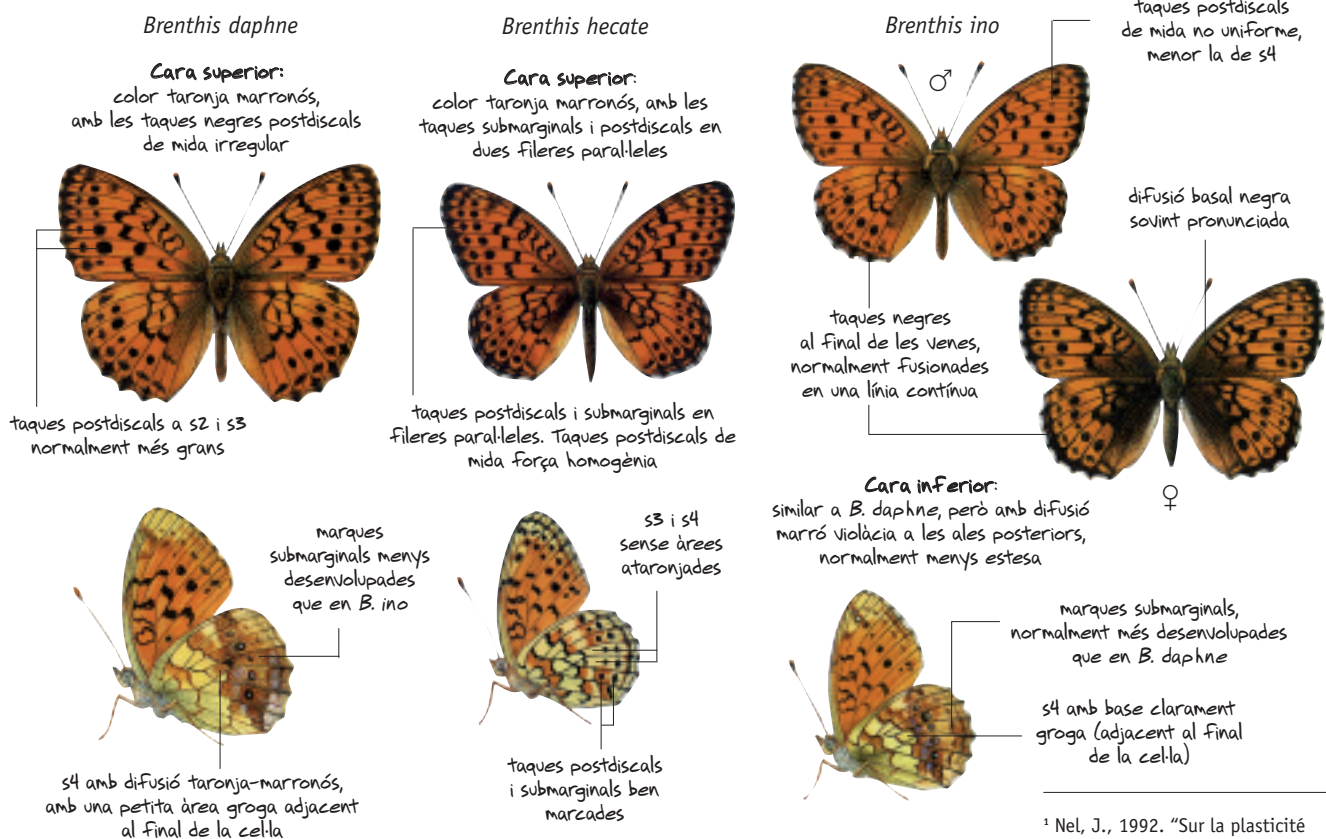 Brenthis daphne
Cara superior:
color taronja marronós,
amb les taques negres postdiscals
de mida irregular
taques postdiscals a s2 i s3
normalment més grans
marques
submarginals menys
desenvolupades
que en B. ino
s4 amb difusió taronja-marronós,
amb una petita àrea groga adjacent
al final de la cel·la
Brenthis hecate
Cara superior:
color taronja marronós, amb les
taques submarginals i postdiscals en
dues fileres paral·leles
taques postdiscals i submarginals en
fileres paral·leles. Taques postdiscals de
mida força homogènia
s3 i s4
sense àrees
ataronjades
taques postdiscals
i submarginals ben
marcades
Brenthis ino
taques postdiscals
de mida no uniforme,
menor la de s4
♂
difusió basal negra
sovint pronunciada
taques negres
al final de les venes,
normalment fusionades
en una línia contínua
♀
Cara inferior:
similar a B. daphne, però amb difusió
marró violàcia a les ales posteriors,
normalment menys estesa
marques submarginals,
normalment més desenvolupades
que en B. daphne
s4 amb base clarament
groga (adjacent al final
de la cel·la)
¹ Nel, J., 1992. “Sur la plasticité